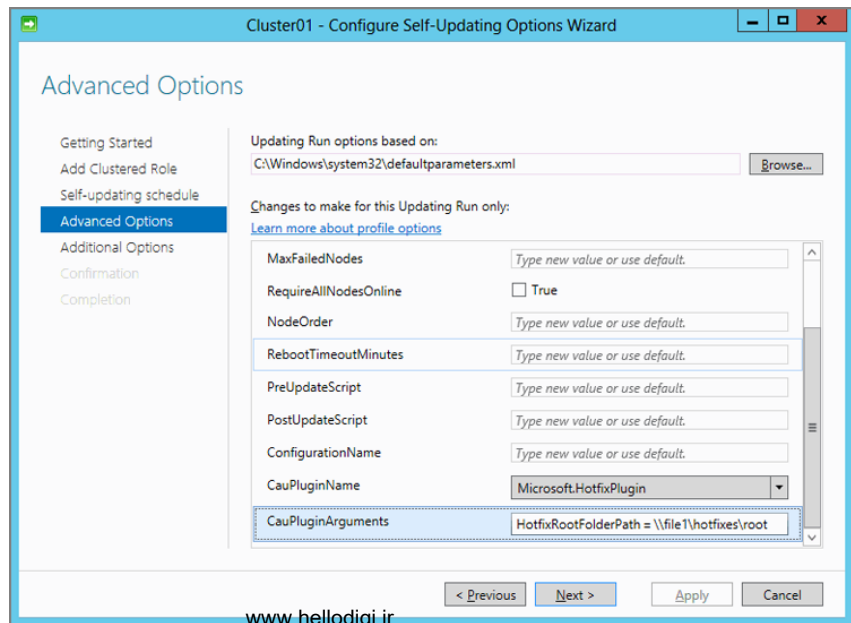 Cluster01 - Configure Self-Updating Options Wizard
Advanced Options
Getting Started
Add Clustered Role
Self-updating schedule
Advanced Options
Additional Options
Confirmation
Completion
Updating Run options based on:
C:\Windows\system32\defaultparameters.xml
Browse...
Changes to make for this Updating Run only:
Learn more about profile options
MaxFailedNodes Type new value or use default.
RequireAllNodesOnline True
NodeOrder Type new value or use default.
RebootTimeoutMinutes Type new value or use default.
PreUpdateScript Type new value or use default.
PostUpdateScript Type new value or use default.
ConfigurationName Type new value or use default.
CauPluginName Microsoft.HotfixPlugin
CauPluginArguments HotfixRootFolderPath = \\file1\hotfixes\root
< Previous Next > Apply Cancel
www.hellodigi.ir